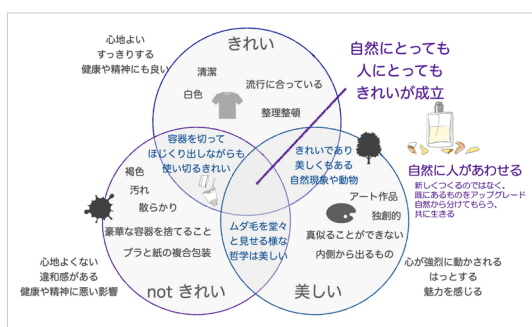 心地よい
すっきりする
健康や精神にも良い
きれい
清潔
白色
流行に合っている
整理整頓
自然にとっても
人にとっても
きれいが成立
容器を切って
ほじくり出しながらも
使い切るきれい
きれいであり
美しくもある
自然現象や動物
自然に人があわせる
新しくつくるのではなく、
既にあるものをアップグレード
自然から分けてもらう、
共に生きる
褐色
汚れ
散らかり
豪華な容器を捨てること
プラと紙の複合包装
ムダ毛を堂々
と見せる様な
哲学は美しい
アート作品
独創的
真似ることができない
内側から出るもの
心地よくない
違和感がある
健康や精神に悪い影響
not きれい
美しい
心が強烈に動かされる
はっとする
魅力を感じる